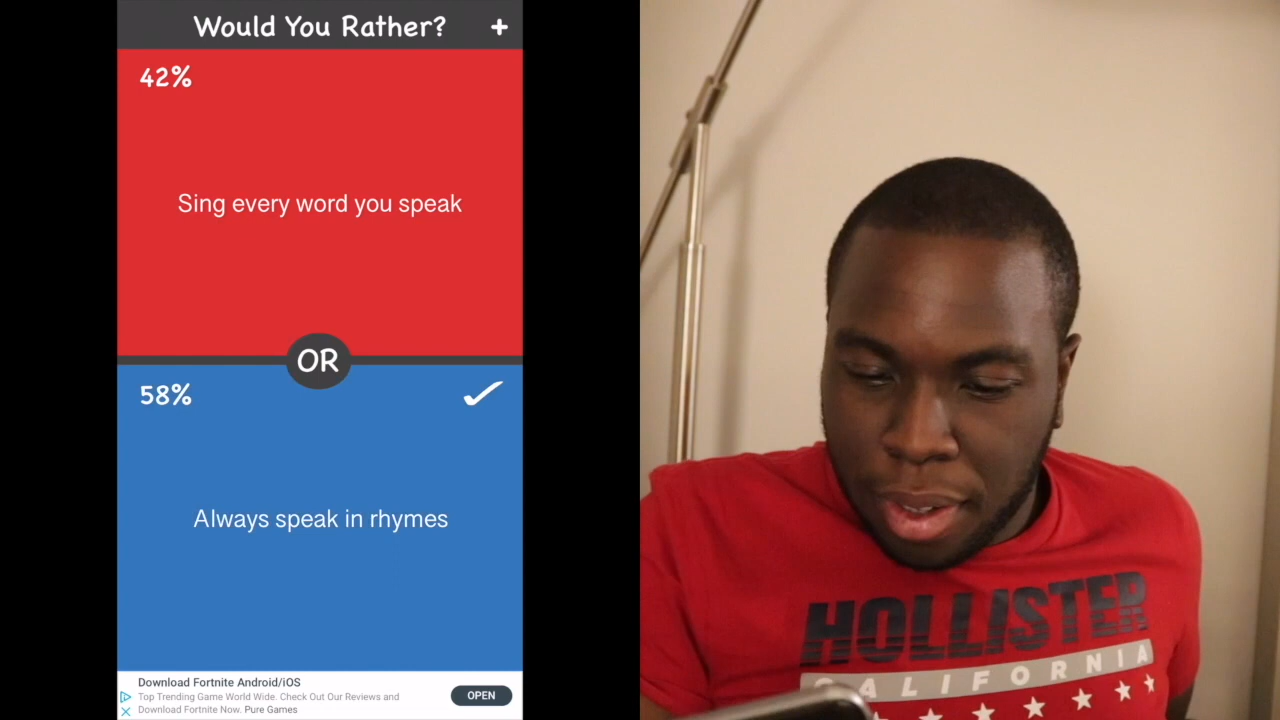 Would You Rather? +
42%
Sing every word you speak
OR
58%
Always speak in rhymes
Download Fortnite Android/iOS
Top Trending Game World Wide. Check Out Our Reviews and
Download Fortnite Now. Pure Games
OPEN
HOLLISTER
CALIFORNIA